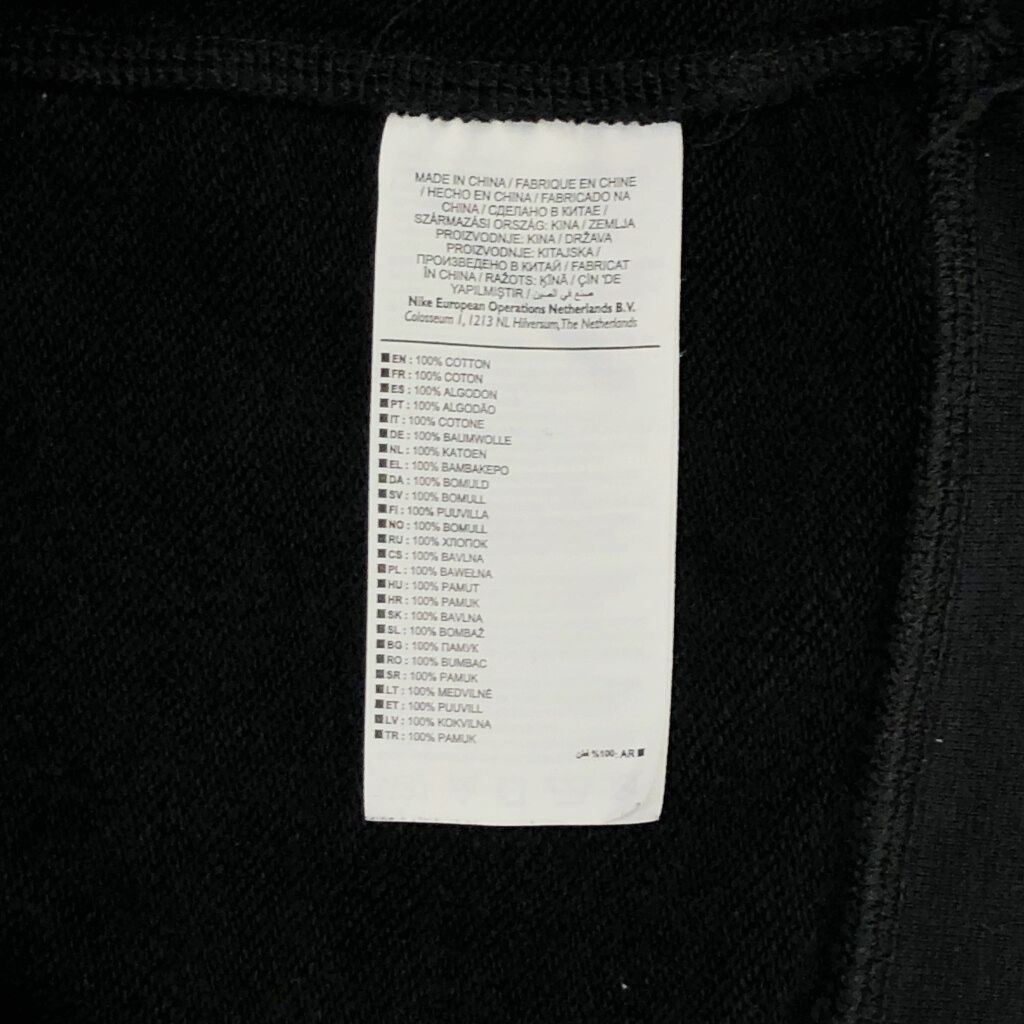 MADE IN CHINA / FABRIQUE EN CHINE
/ HECHO EN CHINA / FABRICADO NA
CHINA / СДЕЛАНО В КИТАЕ /
SZÁRMAZÁSI ORSZÁG: KINA / ZEMLJA
PROIZVODNJE: KINA / DRŽAVA
PROIZVODNJE: KITAJSKA /
ПРОИЗВЕДЕНО В КИТАЙ / FABRICAT
ÎN CHINA / RAŽOTS: ĶĪNĀ / ÇİN 'DE
YAPILMIŞTIR / صنع في الصين
Nike European Operations Netherlands B.V.
Colosseum 1, 1213 NL Hilversum, The Netherlands
EN : 100% COTTON
FR : 100% COTON
ES : 100% ALGODON
PT : 100% ALGODÃO
IT : 100% COTONE
DE : 100% BAUMWOLLE
NL : 100% KATOEN
EL : 100% ΒΑΜΒΑΚΕΡΟ
DA : 100% BOMULD
SV : 100% BOMULL
FI : 100% PUUVILLA
NO : 100% BOMULL
RU : 100% ХЛОПОК
CS : 100% BAVLNA
PL : 100% BAWEŁNA
HU : 100% PAMUT
HR : 100% PAMUK
SK : 100% BAVLNA
SL : 100% BOMBAŽ
BG : 100% ПАМУК
RO : 100% BUMBAC
SR : 100% PAMUK
LT : 100% MEDVILNĖ
ET : 100% PUUVILL
LV : 100% KOKVILNA
TR : 100% PAMUK
AR : 100% قطن